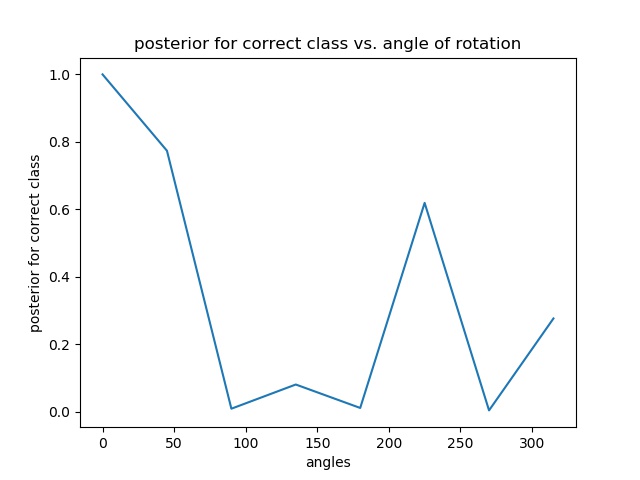 posterior for correct class vs. angle of rotation
posterior for correct class
1.0
0.8
0.6
0.4
0.2
0.0
0 50 100 150 200 250 300
angles